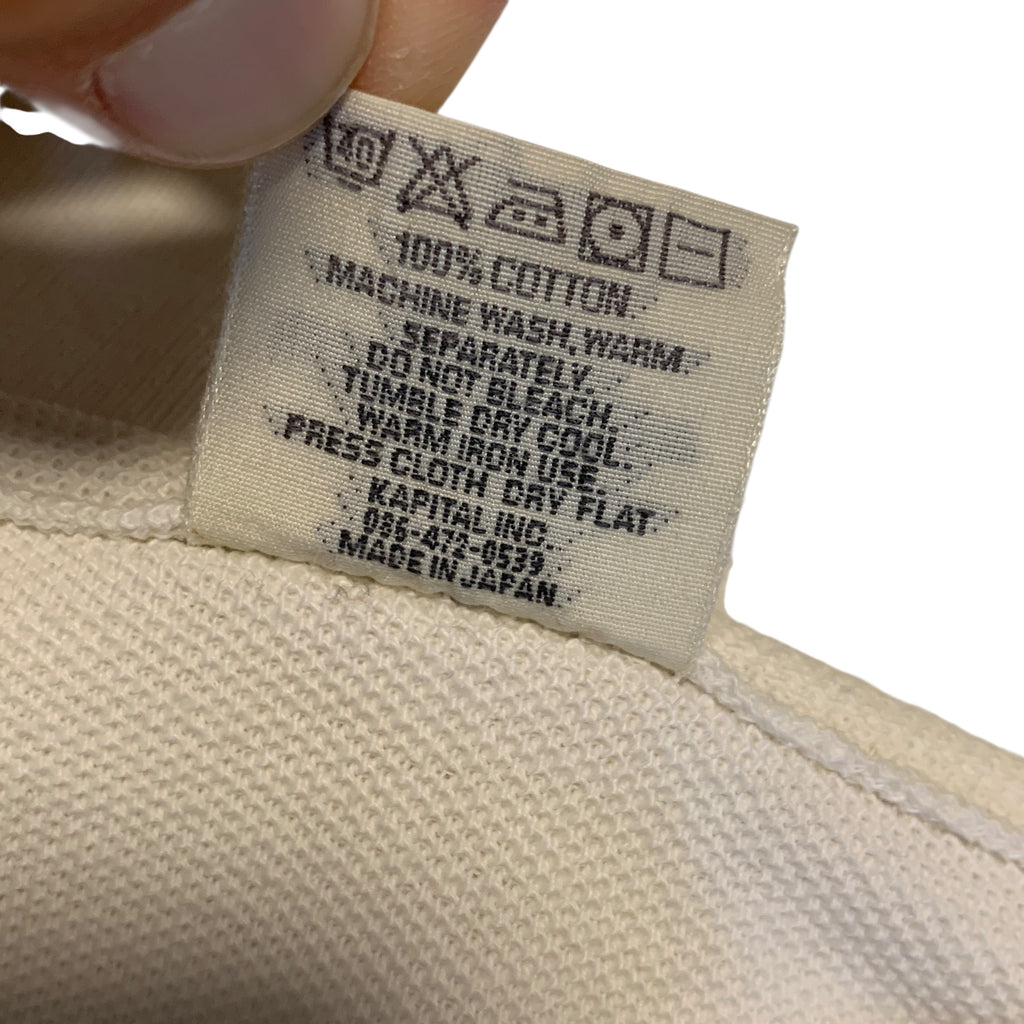 40
100% COTTON.
MACHINE WASH, WARM
SEPARATELY.
DO NOT BLEACH.
TUMBLE DRY COOL.
WARM IRON USE.
PRESS CLOTH DRY FLAT
KAPITAL INC.
086-472-0539
MADE IN JAPAN